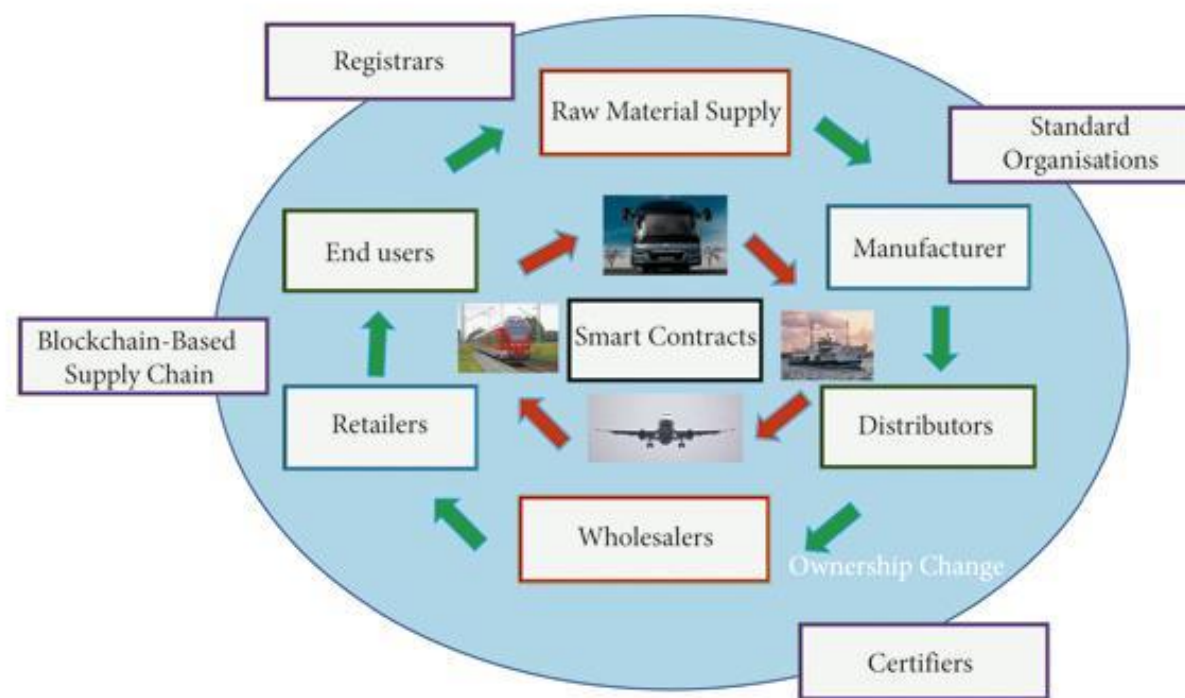 Registrars
Raw Material Supply
Standard
Organisations
End users
Manufacturer
Smart Contracts
Blockchain-Based
Supply Chain
Retailers
Distributors
Wholesalers
Ownership Change
Certifiers